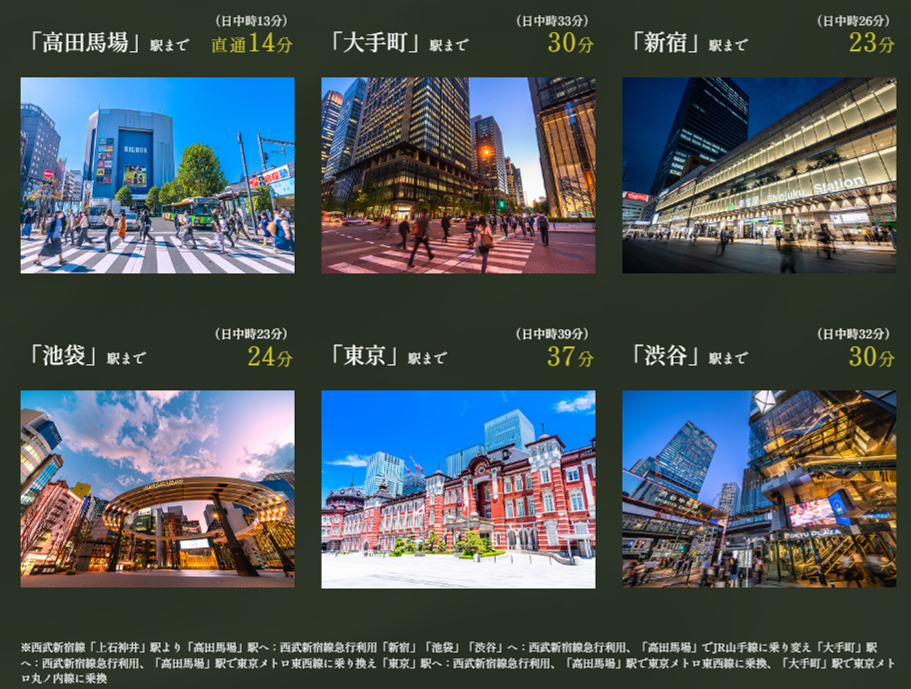 （日中時13分）
「高田馬場」駅まで 直通14分
（日中時33分）
「大手町」駅まで 30分
（日中時26分）
「新宿」駅まで 23分
BIGBOX
Shinjuku Station
（日中時23分）
「池袋」駅まで 24分
（日中時39分）
「東京」駅まで 37分
（日中時32分）
「渋谷」駅まで 30分
TOKYU PLAZA
※西武新宿線「上石神井」駅より「高田馬場」駅へ：西武新宿線急行利用「新宿」「池袋」「渋谷」へ：西武新宿線急行利用、「高田馬場」でJR山手線に乗り変え「大手町」駅
へ：西武新宿線急行利用、「高田馬場」駅で東京メトロ東西線に乗り換え「東京」駅へ：西武新宿線急行利用、「高田馬場」駅で東京メトロ東西線に乗換、「大手町」駅で東京メト
ロ丸ノ内線に乗換